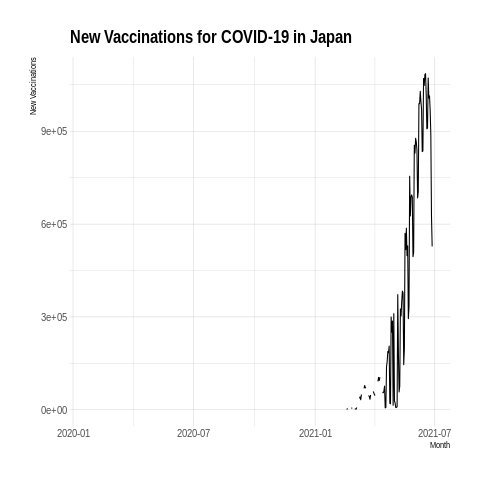 New Vaccinations for COVID-19 in Japan
New Vaccinations
9e+05
6e+05
3e+05
0e+00
2020-01 2020-07 2021-01 2021-07
Month